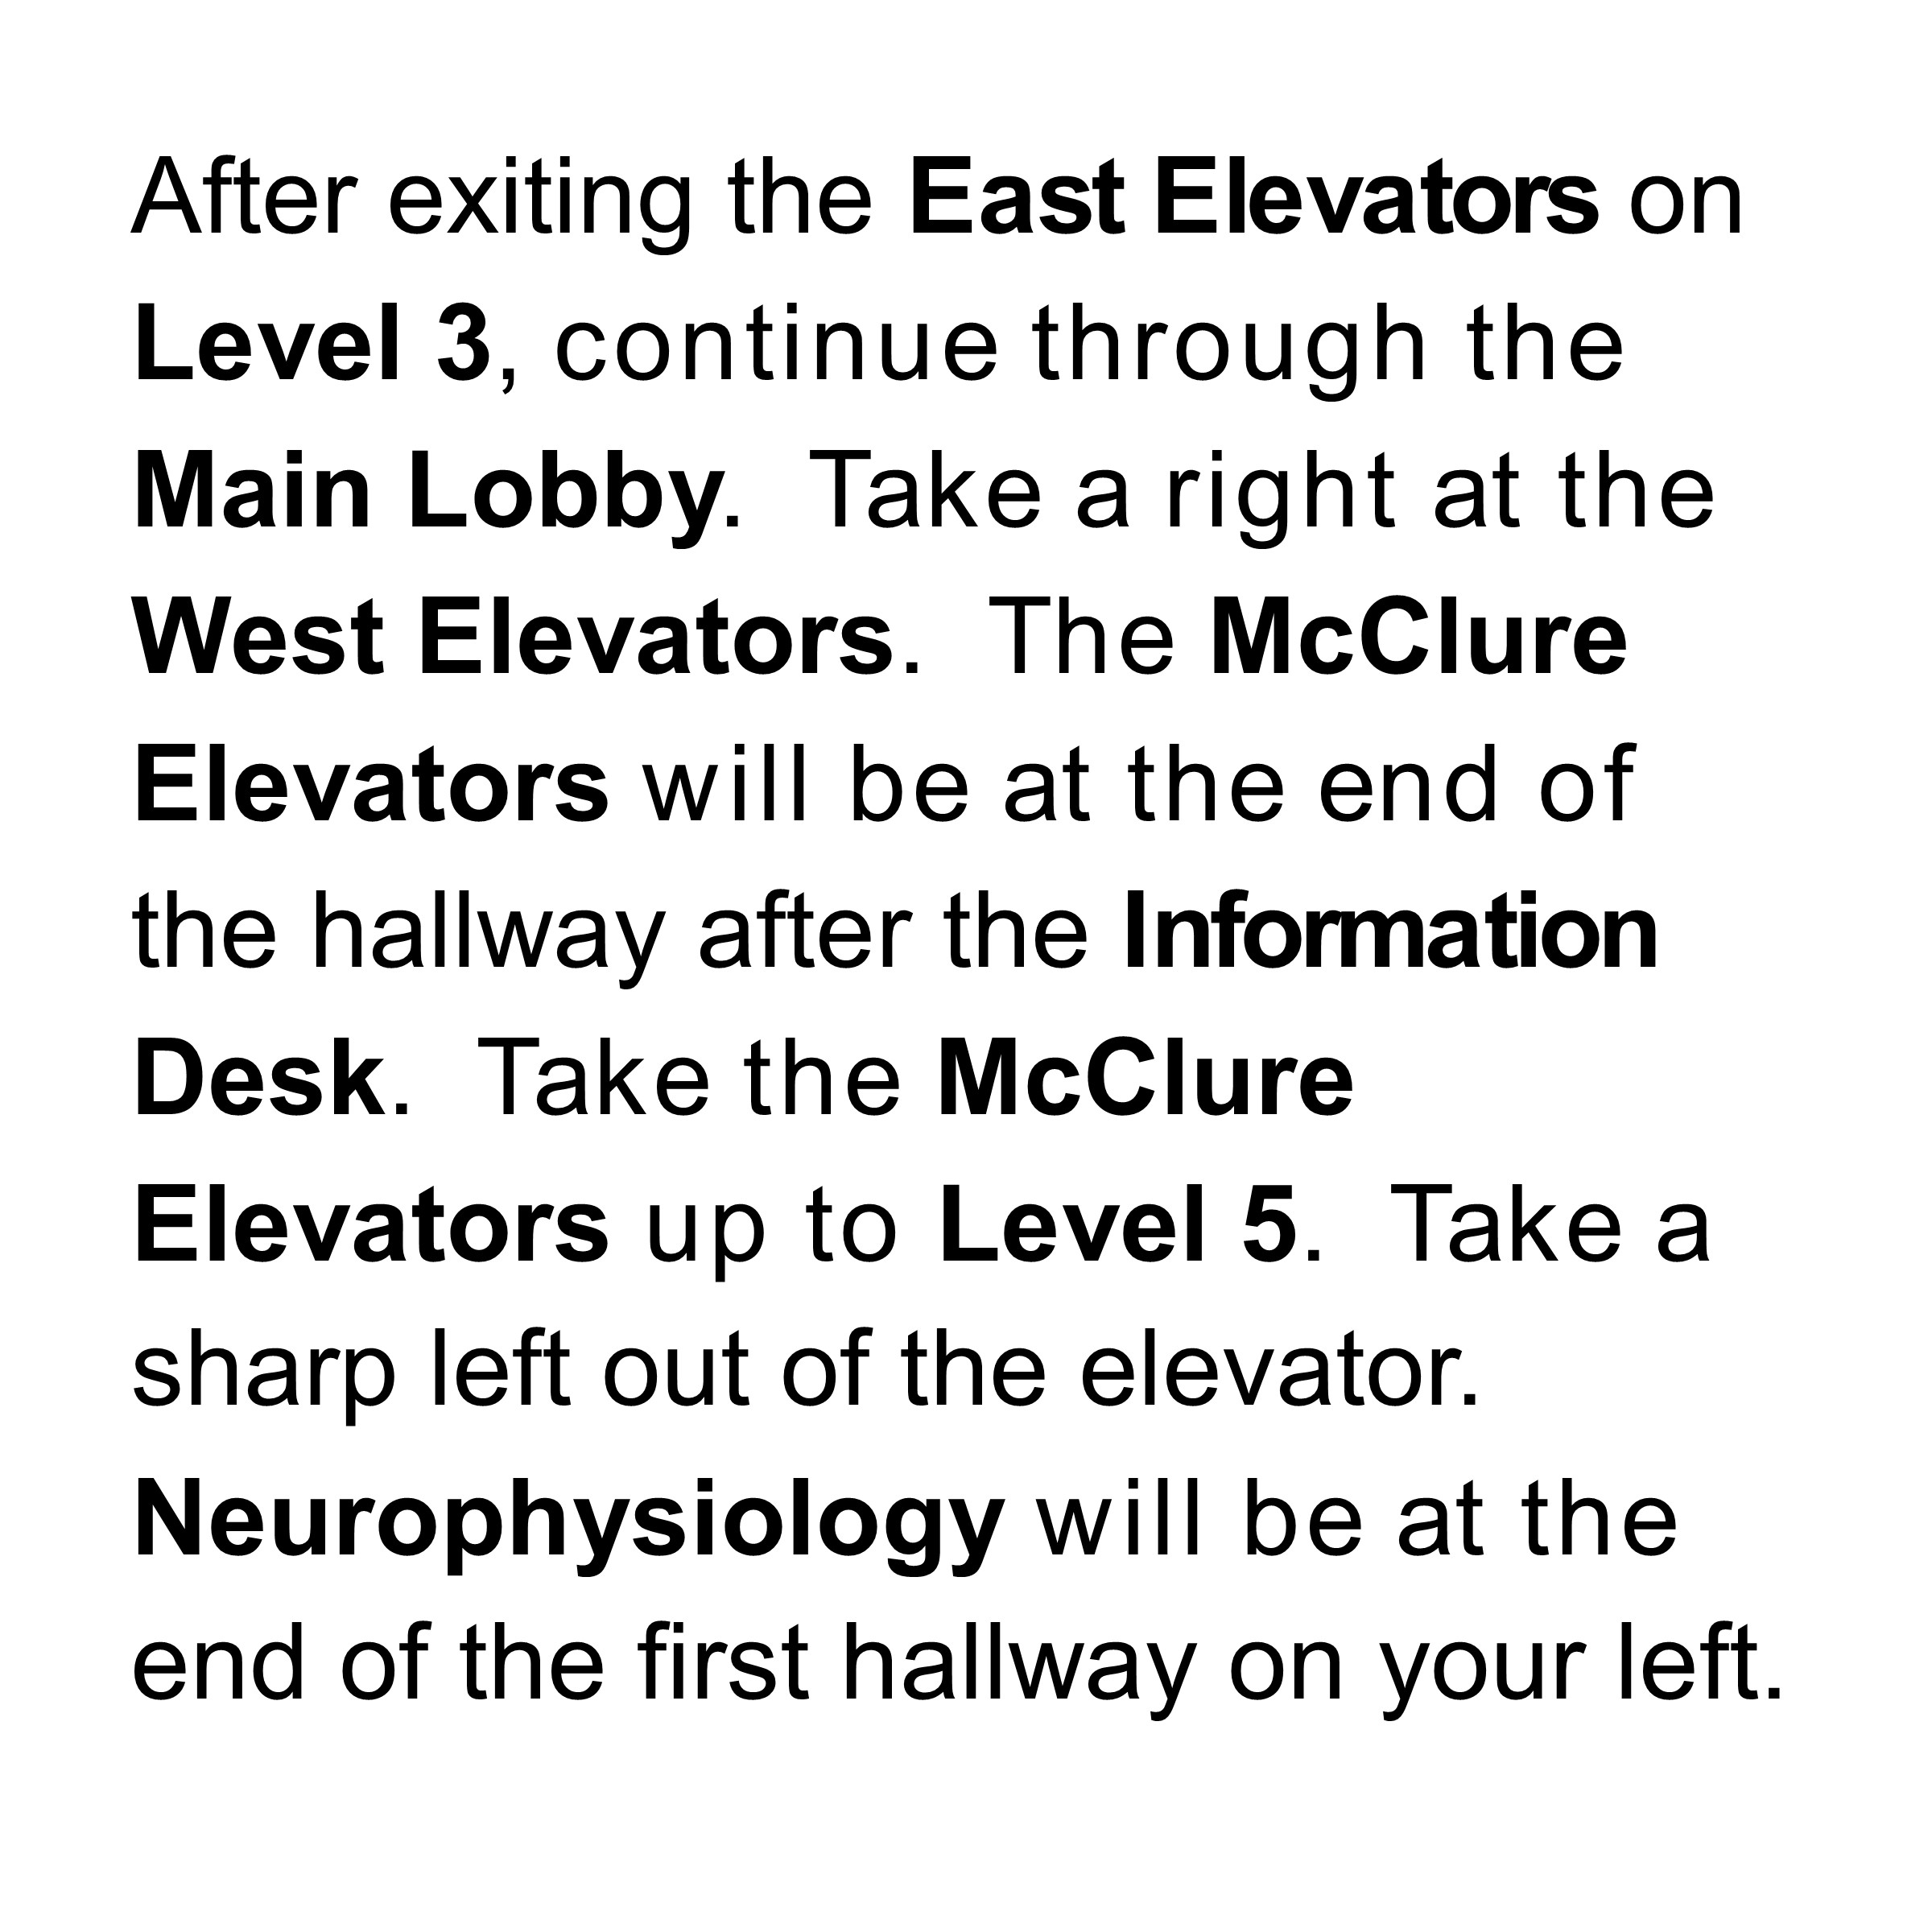 After exiting the East Elevators on
Level 3, continue through the
Main Lobby.  Take a right at the
West Elevators.  The McClure
Elevators will be at the end of
the hallway after the Information
Desk.  Take the McClure
Elevators up to Level 5.  Take a
sharp left out of the elevator.
Neurophysiology will be at the
end of the first hallway on your left.